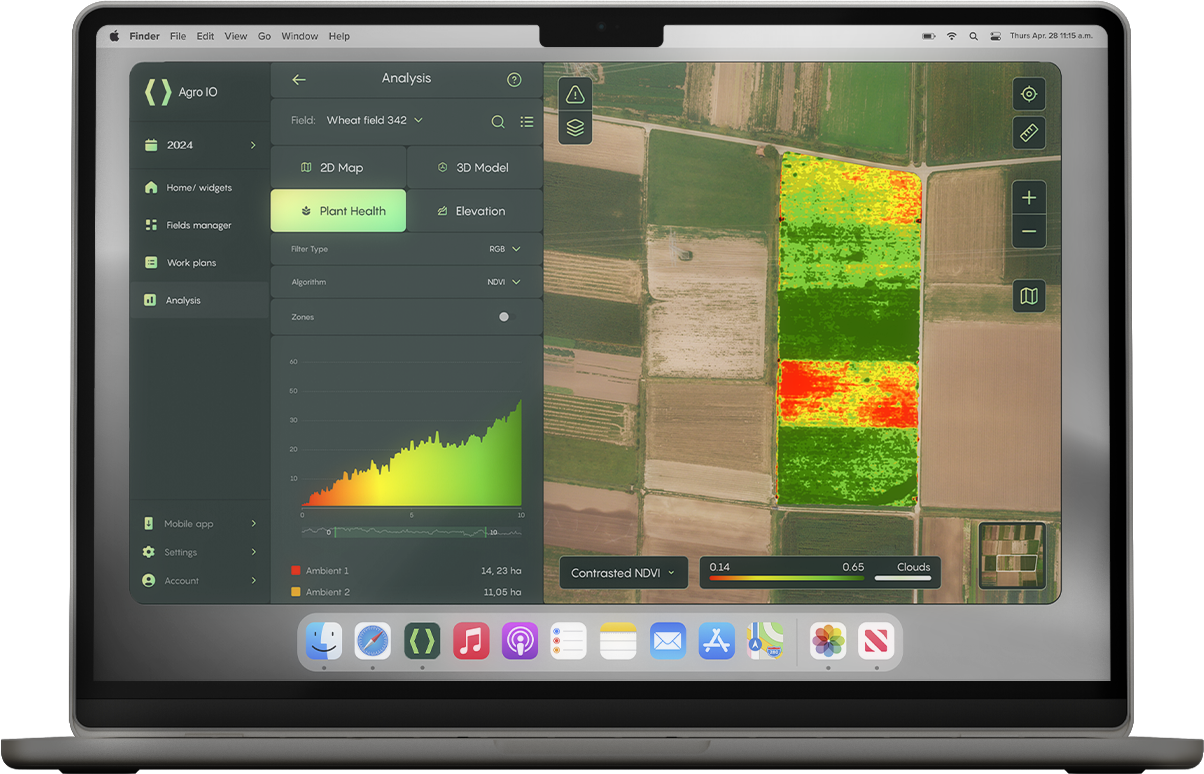 Finder File Edit View Go Window Help
Thurs Apr. 28 11:15 a.m.
Agro IO
2024
Home/ widgets
Fields manager
Work plans
Analysis
Mobile app
Settings
Account
Analysis
Field: Wheat field 342
2D Map
3D Model
Plant Health
Elevation
Filter Type RGB
Algorithm NDVI
Zones
60
50
30
20
10
0 5 10
0 10
Ambient 1 14, 23 ha
Ambient 2 11,05 ha
Contrasted NDVI
0.14 0.65 Clouds
280